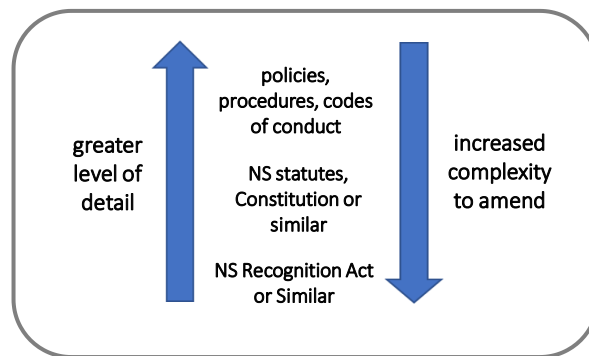 greater
level of
detail
policies,
procedures, codes
of conduct
NS statutes,
Constitution or
similar
NS Recognition Act
or Similar
increased
complexity
to amend